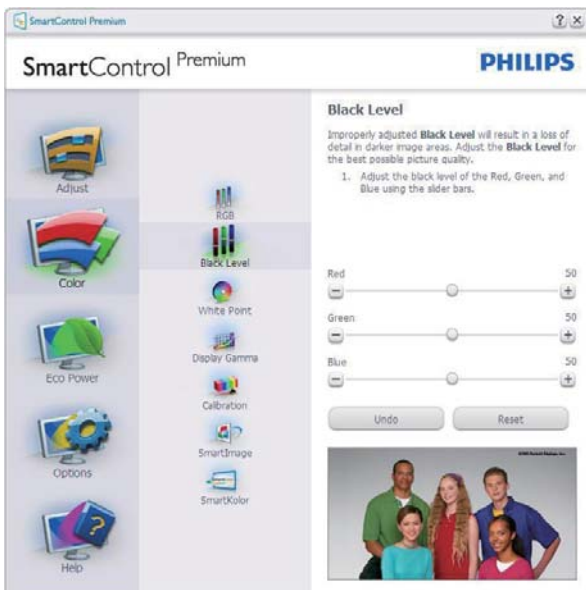 SmartControl Premium
? ×
SmartControl Premium
PHILIPS
Adjust
Color
Eco Power
Options
Help
RGB
Black Level
White Point
Display Gamma
Calibration
SmartImage
SmartKolor
Black Level
Improperly adjusted Black Level will result in a loss of
detail in darker image areas. Adjust the Black Level for
the best possible picture quality.
1. Adjust the black level of the Red, Green, and
Blue using the slider bars.
Red 50
Green 50
Blue 50
Undo Reset